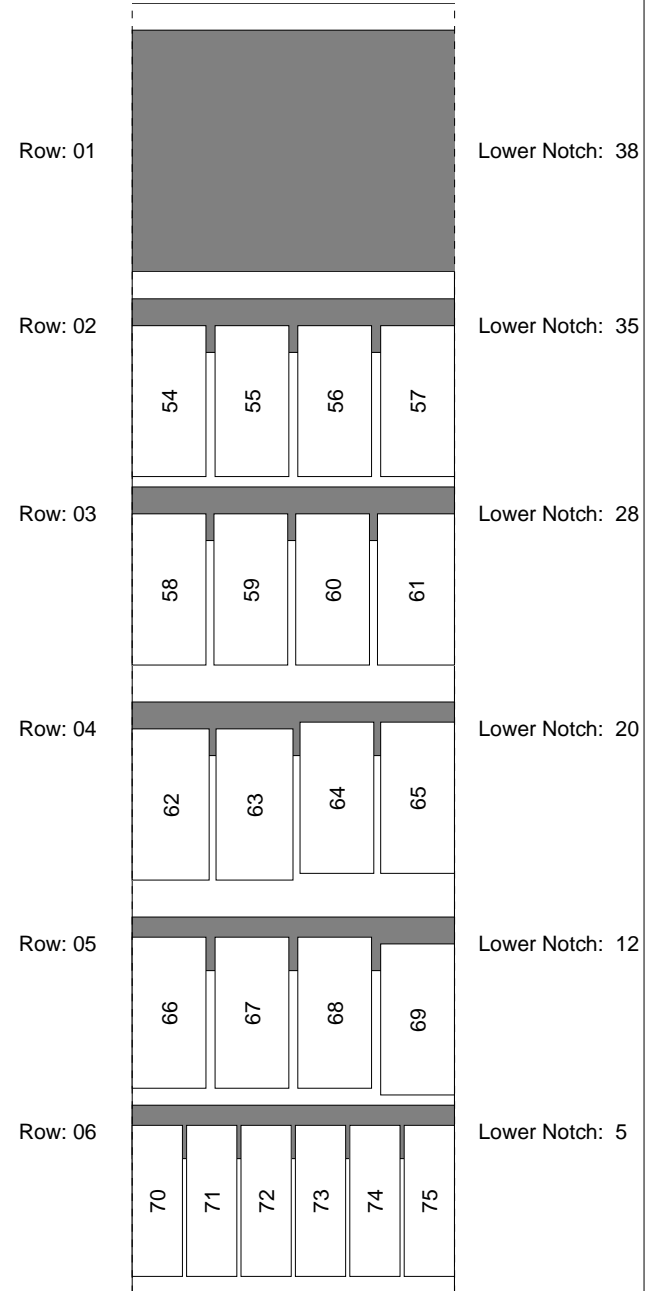 Row: 01 Lower Notch: 38
Row: 02 Lower Notch: 35
54 55 56 57
Row: 03 Lower Notch: 28
58 59 60 61
Row: 04 Lower Notch: 20
62 63 64 65
Row: 05 Lower Notch: 12
66 67 68 69
Row: 06 Lower Notch: 5
70 71 72 73 74 75